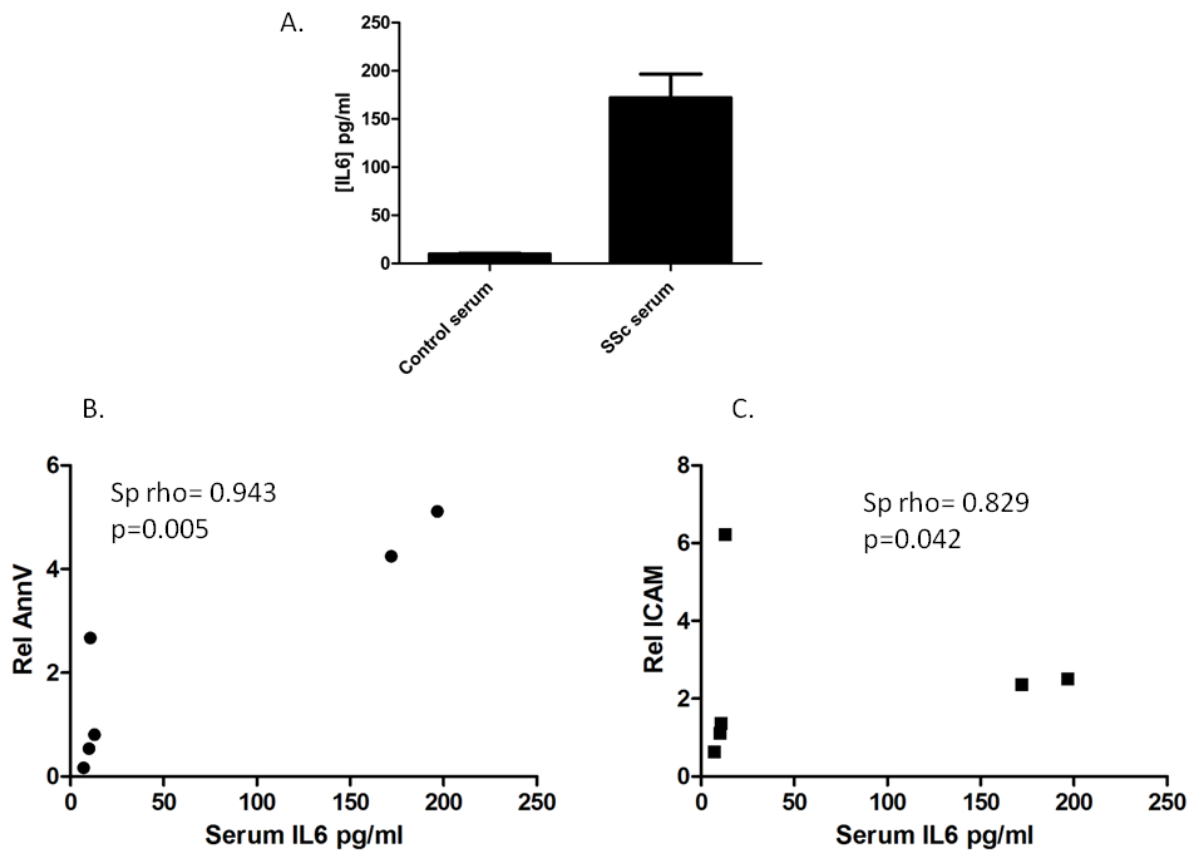 A.
250
200
150
100
50
0
[IL6] pg/ml
Control serum
SSc serum
B.
6
4
2
0
Rel AnnV
Sp rho= 0.943
p=0.005
0 50 100 150 200 250
Serum IL6 pg/ml
C.
8
6
4
2
0
Rel ICAM
Sp rho= 0.829
p=0.042
0 50 100 150 200 250
Serum IL6 pg/ml